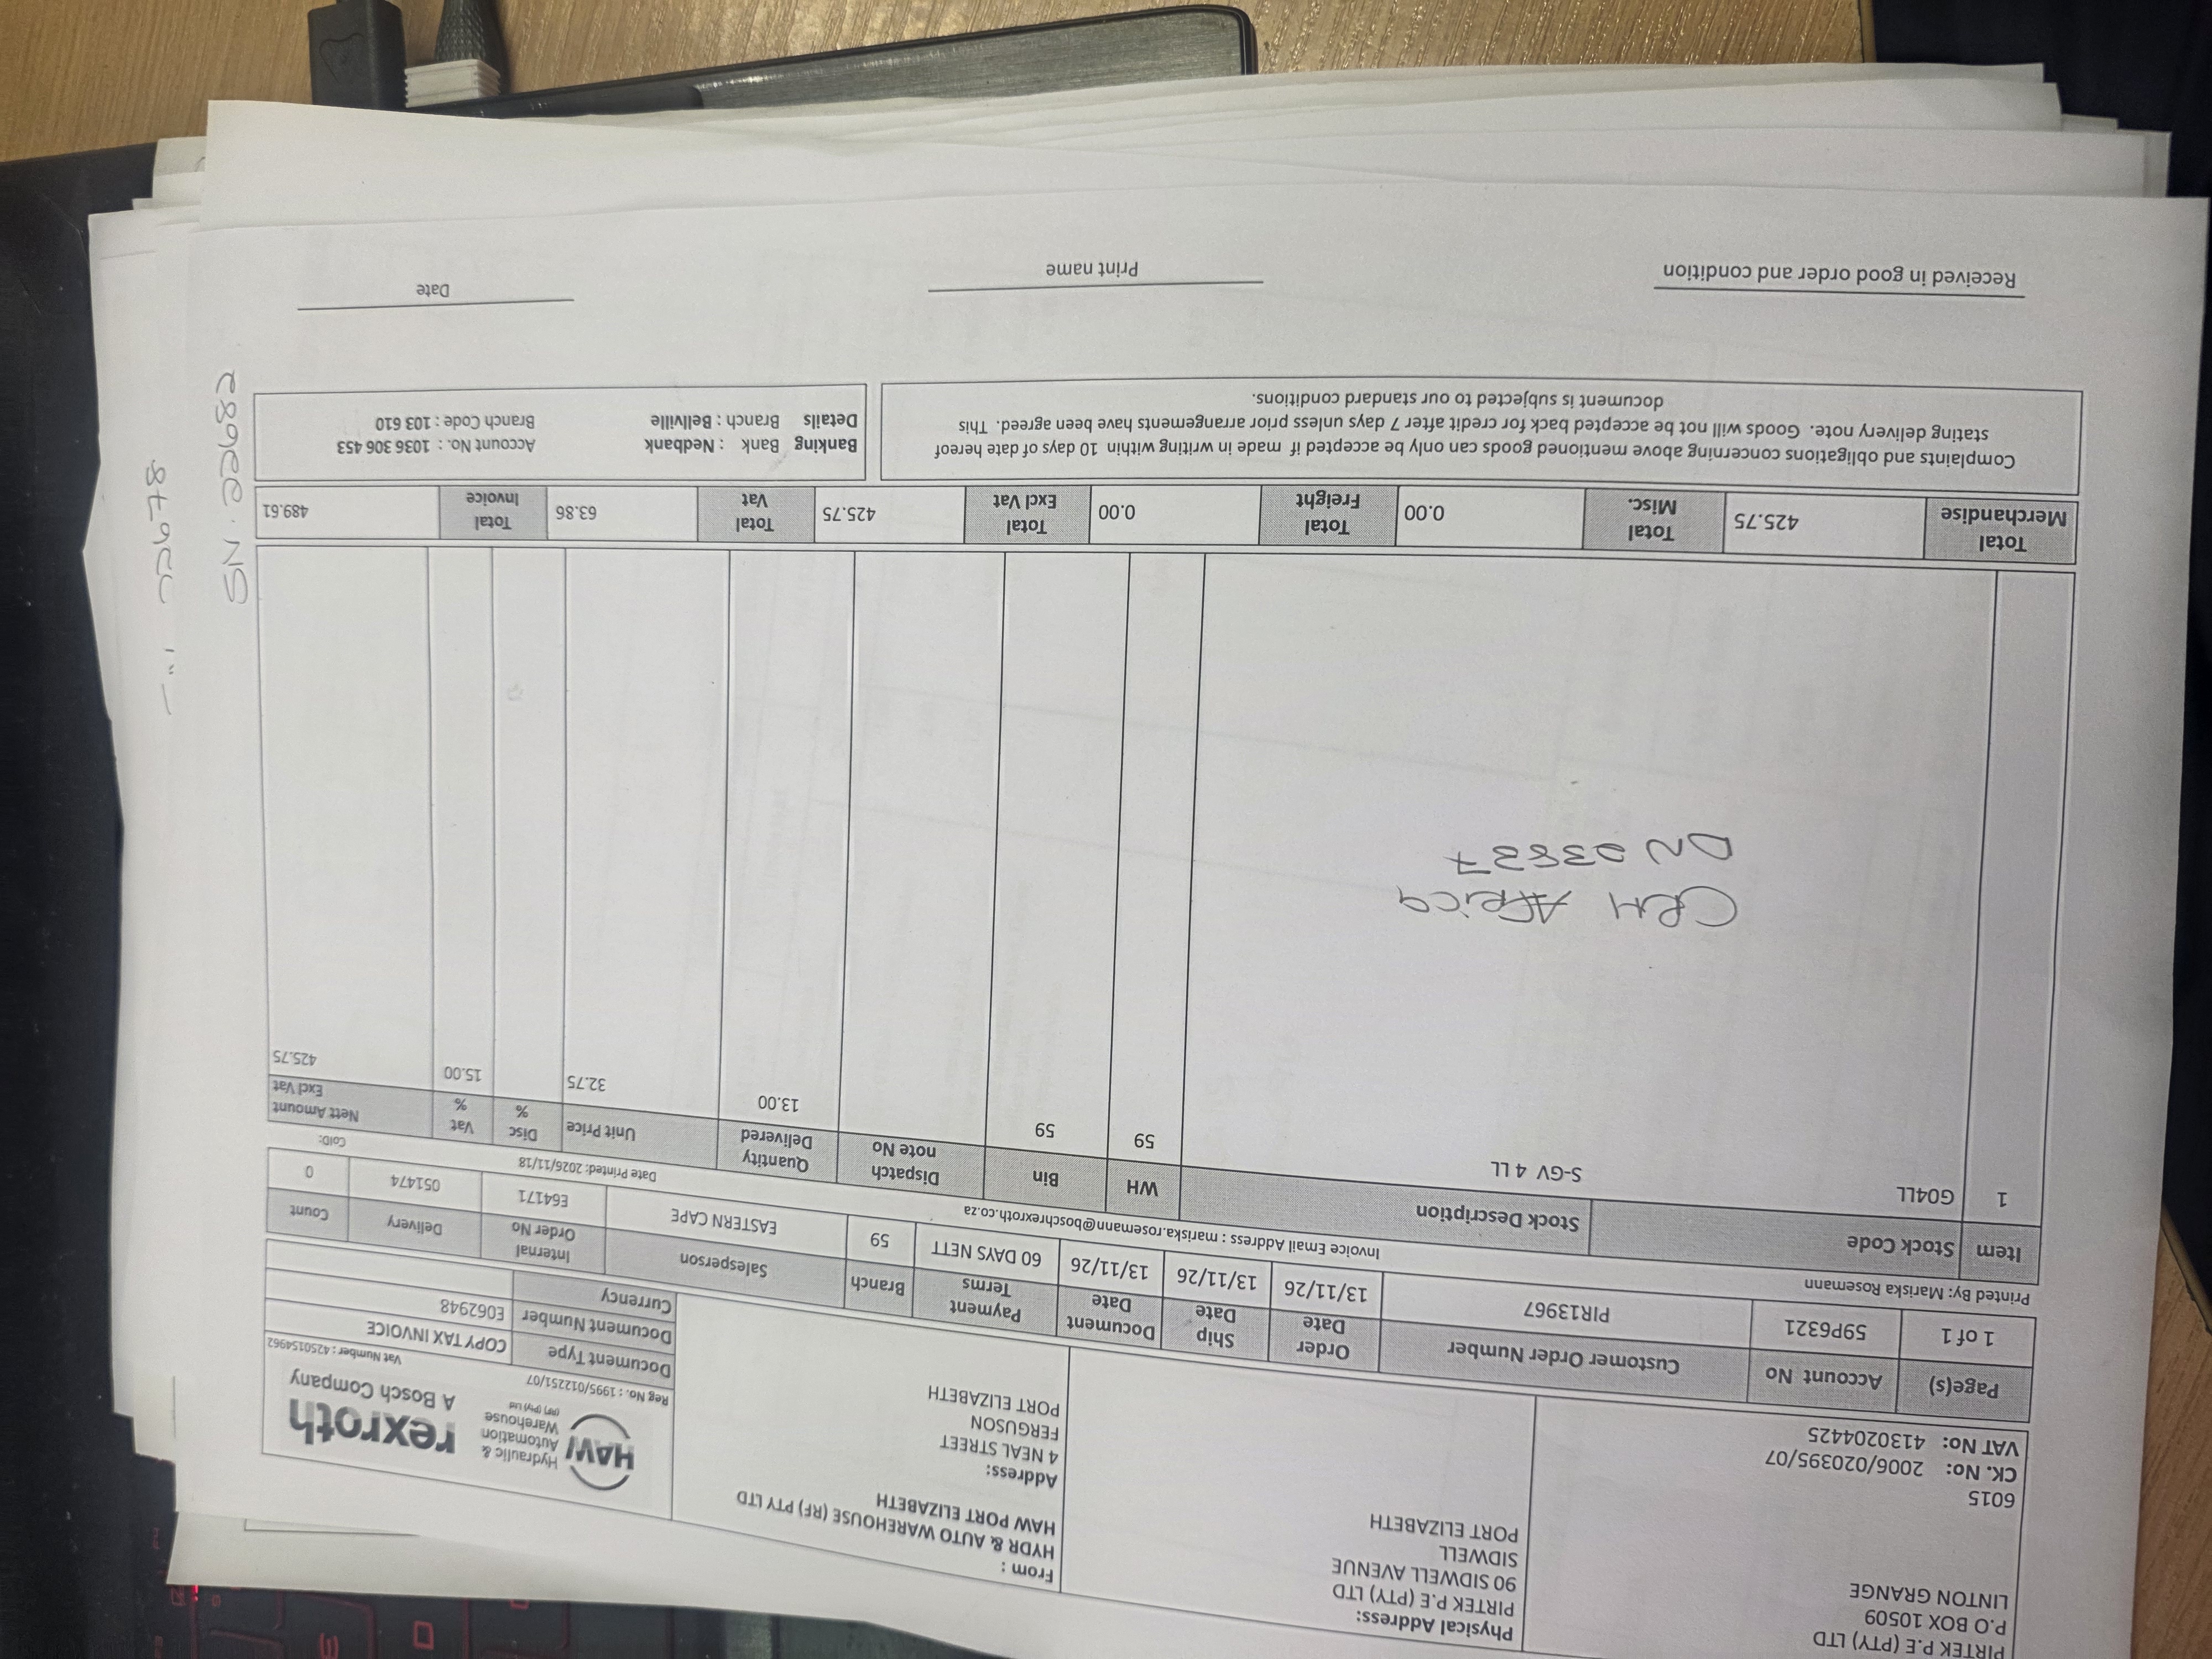 PIRTEK P.E (PTY) LTD
P.O BOX 10509
LINTON GRANGE
6015
CK. No: 2006/020395/07
VAT No: 4130204425
Physical Address:
PIRTEK P.E (PTY) LTD
90 SIDWELL AVENUE
SIDWELL
PORT ELIZABETH
From :
HYDR & AUTO WAREHOUSE (RF) PTY LTD
HAW PORT ELIZABETH
Address:
4 NEAL STREET
FERGUSON
PORT ELIZABETH
HAW Hydraulic & Automation Warehouse (RF) (Pty) Ltd
rexroth
A Bosch Company
Reg No. : 1995/012251/07 Vat Number : 4250154962
Document Type COPY TAX INVOICE
Document Number E062948
Currency
Page(s) Account No Customer Order Number Order Date Ship Date Document Date Payment Terms Branch Salesperson Internal Order No Delivery Count
1 of 1 59P6321 PIR13967 13/11/26 13/11/26 13/11/26 60 DAYS NETT 59 EASTERN CAPE E64171 051474 0
Printed By: Mariska Rosemann Invoice Email Address : mariska.rosemann@boschrexroth.co.za Date Printed: 2026/11/18 CoID:
Item Stock Code Stock Description WH Bin Dispatch note No Quantity Delivered Unit Price Disc % Vat % Nett Amount Excl Vat
1 G04LL S-GV 4 LL 59 59 13.00 32.75 15.00 425.75
CRH AFRICA
DN 23837
Total Merchandise 425.75 Total Misc. 0.00 Total Freight 0.00 Total Excl Vat 425.75 Total Vat 63.86 Total Invoice 489.61
Complaints and obligations concerning above mentioned goods can only be accepted if made in writing within 10 days of date hereof
stating delivery note. Goods will not be accepted back for credit after 7 days unless prior arrangements have been agreed. This
document is subjected to our standard conditions.
Banking Details Bank : Nedbank Account No. : 1036 306 453
Branch : Bellville Branch Code : 103 610
Received in good order and condition Print name Date
SN. 22682
22678